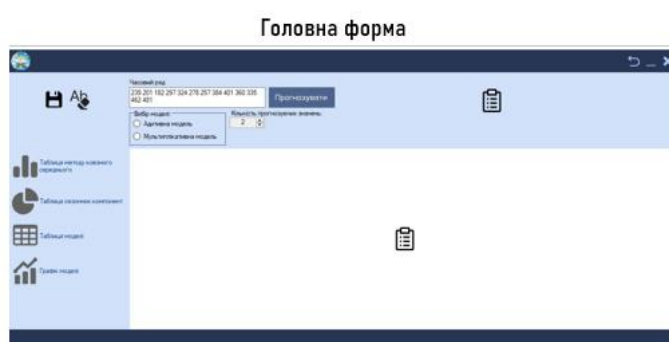 Головна форма
Часовий ряд
239 201 182 297 324 278 257 384 401 360 335
462 481
Прогнозувати
Вибір моделі
Адитивна модель
Мультиплікативна модель
Кількість прогнозуємих значень
2
Таблиця методу ковзного
середнього
Таблиця сезонних компонент
Таблиця моделі
Графік моделі